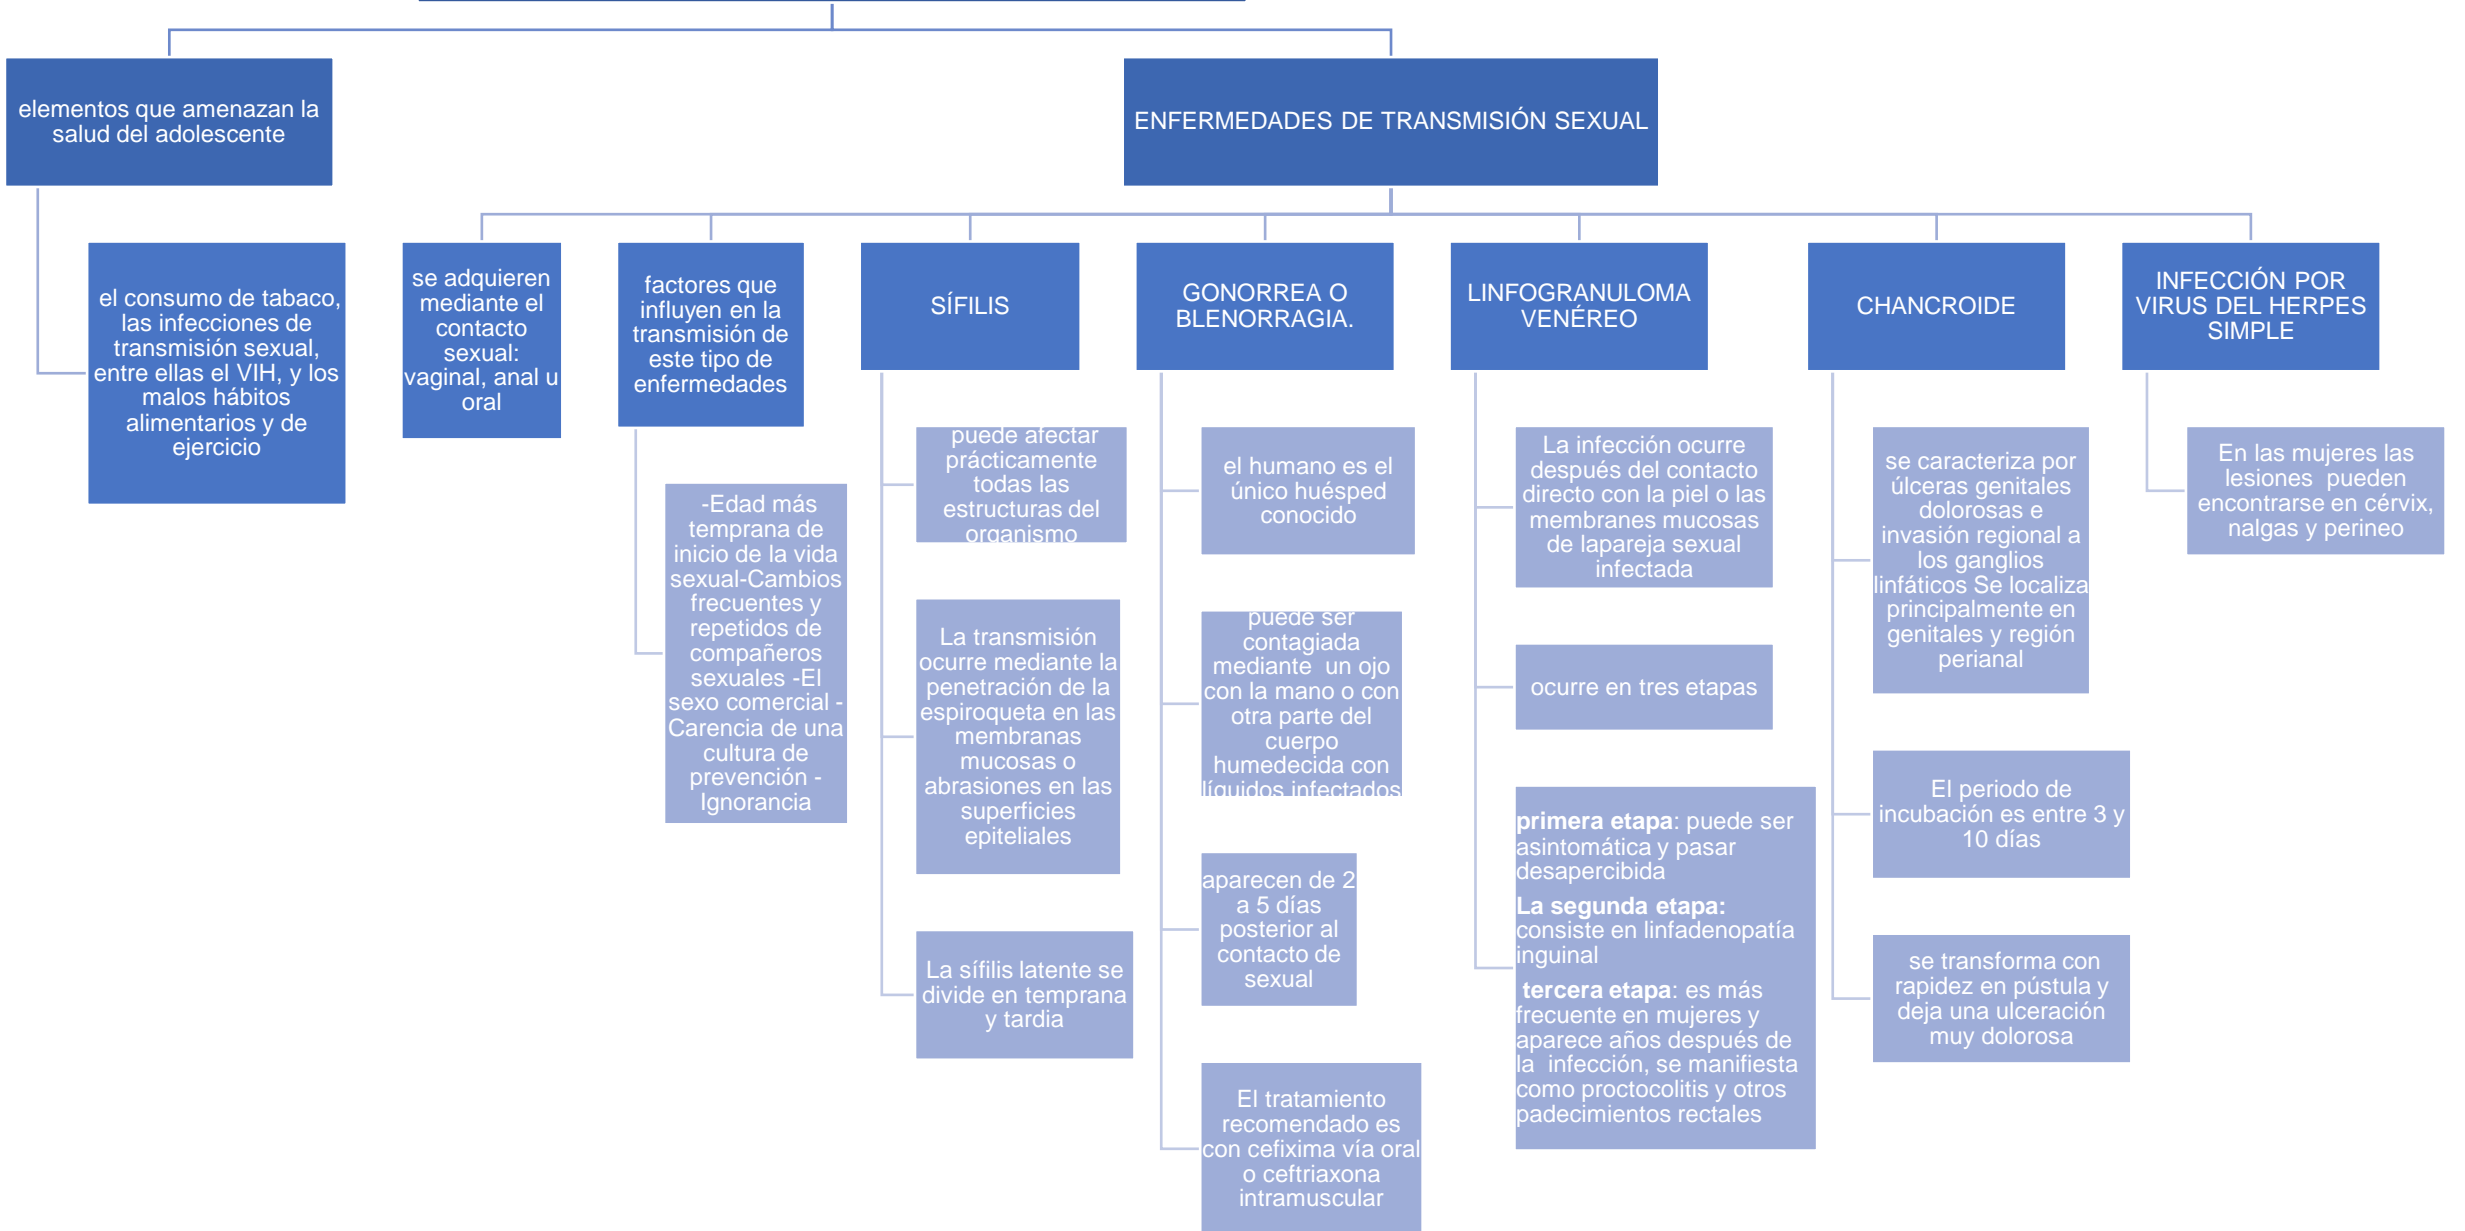 elementos que amenazan la
salud del adolescente
el consumo de tabaco,
las infecciones de
transmisión sexual,
entre ellas el VIH, y los
malos hábitos
alimentarios y de
ejercicio
ENFERMEDADES DE TRANSMISIÓN SEXUAL
se adquieren
mediante el
contacto
sexual:
vaginal, anal u
oral
factores que
influyen en la
transmisión de
este tipo de
enfermedades
-Edad más
temprana de
inicio de la vida
sexual-Cambios
frecuentes y
repetidos de
compañeros
sexuales -El
sexo comercial -
Carencia de una
cultura de
prevención -
Ignorancia
SÍFILIS
puede afectar
prácticamente
todas las
estructuras del
organismo
La transmisión
ocurre mediante la
penetración de la
espiroqueta en las
membranas
mucosas o
abrasiones en las
superficies
epiteliales
La sífilis latente se
divide en temprana
y tardia
GONORREA O
BLENORRAGIA.
el humano es el
único huésped
conocido
puede ser
contagiada
mediante  un ojo
con la mano o con
otra parte del
cuerpo
humedecida con
líquidos infectados
aparecen de 2
a 5 días
posterior al
contacto de
sexual
El tratamiento
recomendado es
con cefixima vía oral
o ceftriaxona
intramuscular
LINFOGRANULOMA
VENÉREO
La infección ocurre
después del contacto
directo con la piel o las
membranes mucosas
de lapareja sexual
infectada
ocurre en tres etapas
primera etapa: puede ser
asintomática y pasar
desapercibida
La segunda etapa:
consiste en linfadenopatía
inguinal
tercera etapa: es más
frecuente en mujeres y
aparece años después de
la  infección, se manifiesta
como proctocolitis y otros
padecimientos rectales
CHANCROIDE
se caracteriza por
úlceras genitales
dolorosas e
invasión regional a
los ganglios
linfáticos Se localiza
principalmente en
genitales y región
perianal
El periodo de
incubación es entre 3 y
10 días
se transforma con
rapidez en pústula y
deja una ulceración
muy dolorosa
INFECCIÓN POR
VIRUS DEL HERPES
SIMPLE
En las mujeres las
lesiones  pueden
encontrarse en cérvix,
nalgas y perineo